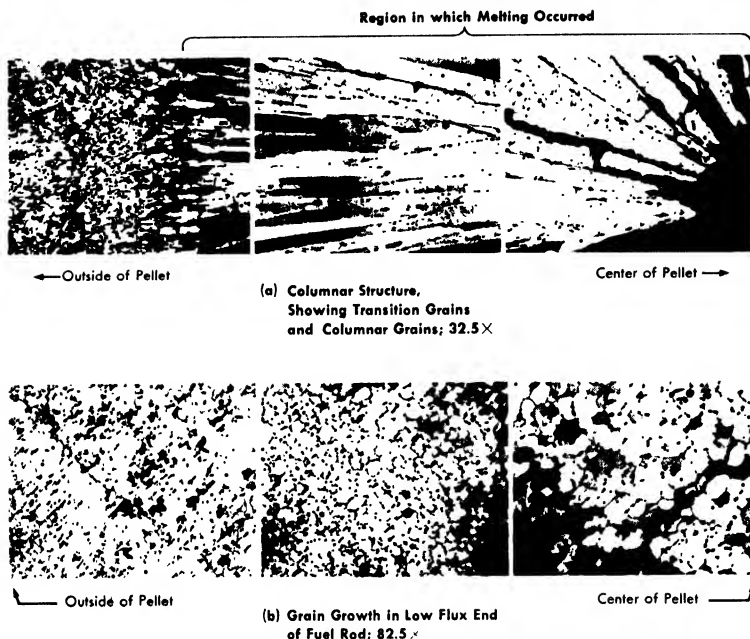 Region in which Melting Occurred
←Outside of Pellet
Center of Pellet →
(a) Columnar Structure,
Showing Transition Grains
and Columnar Grains; 32.5×
Outside of Pellet
Center of Pellet
(b) Grain Growth in Low Flux End
of Fuel Rod; 82.5×